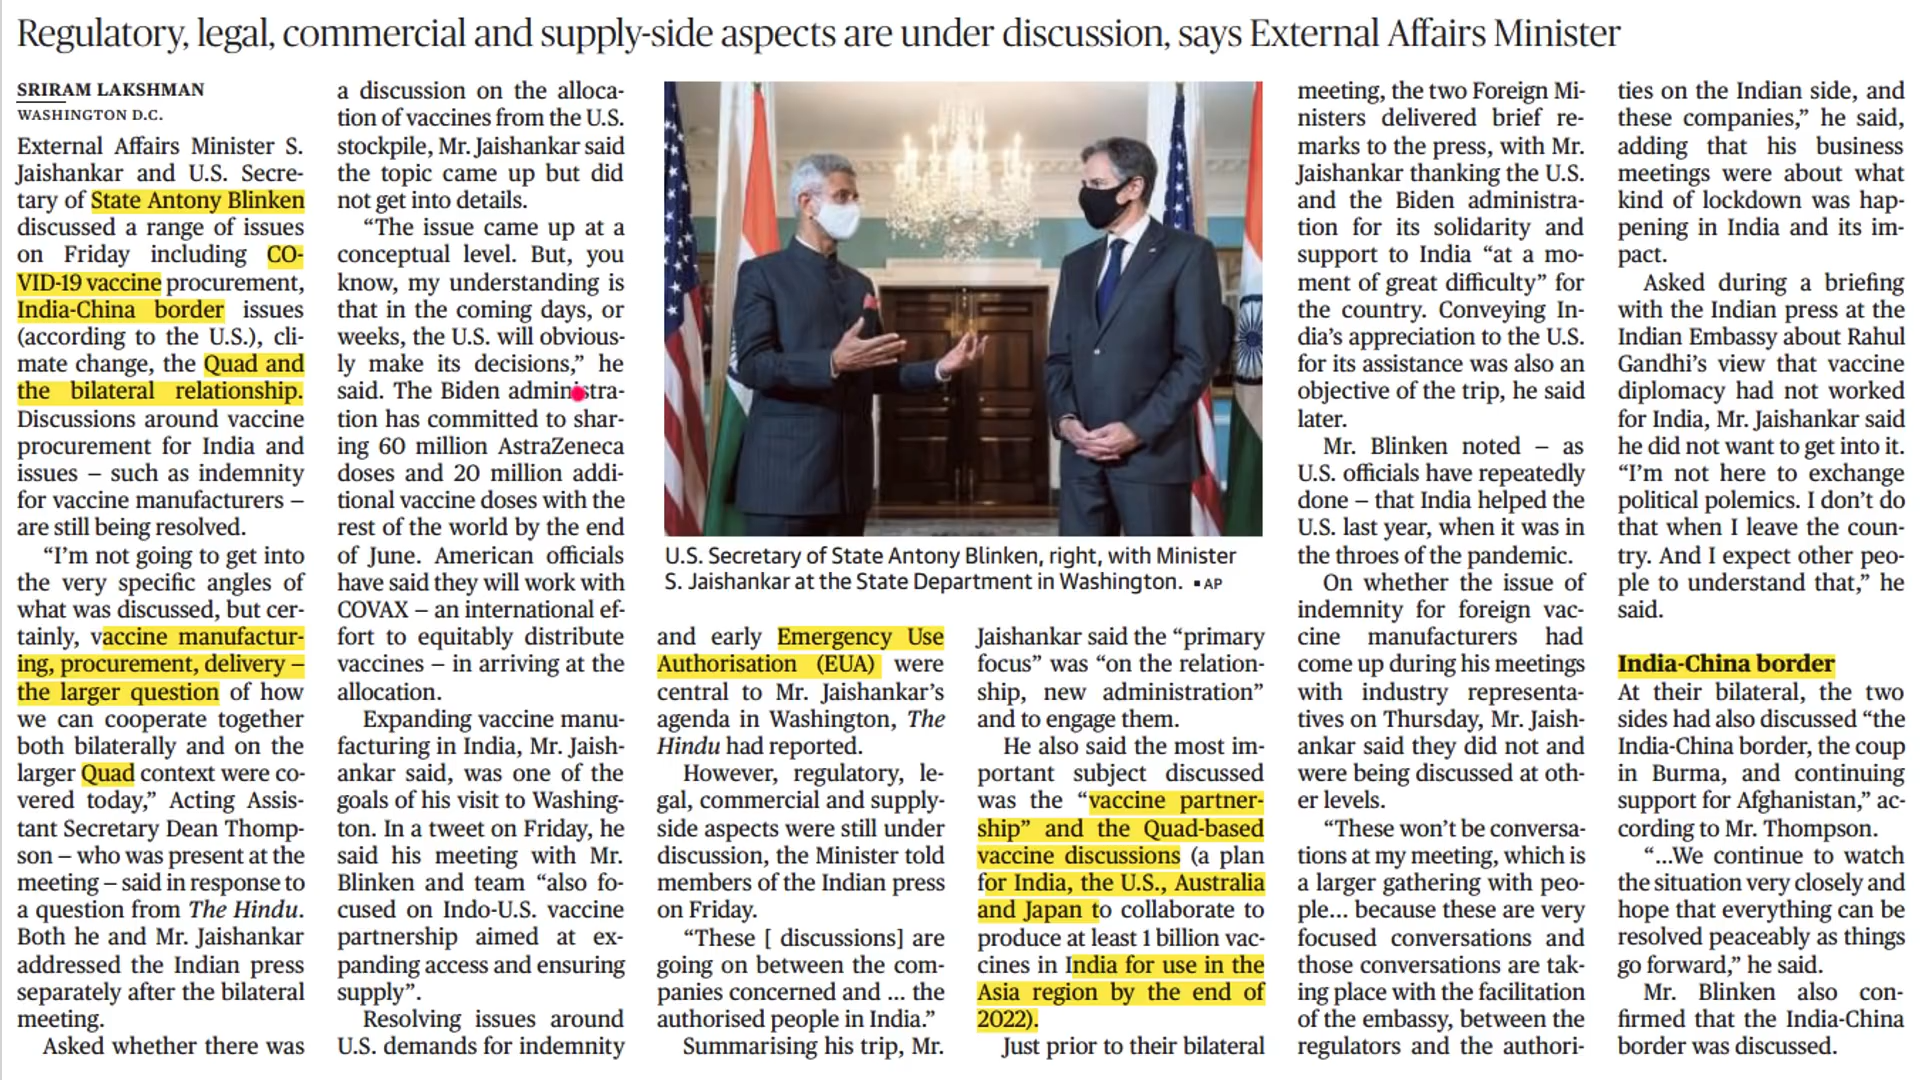 Regulatory, legal, commercial and supply-side aspects are under discussion, says External Affairs Minister
SRIRAM LAKSHMAN
WASHINGTON D.C.
External Affairs Minister S.
Jaishankar and U.S. Secre-
tary of State Antony Blinken
discussed a range of issues
on Friday including CO-
VID-19 vaccine procurement,
India-China border issues
(according to the U.S.), cli-
mate change, the Quad and
the bilateral relationship.
Discussions around vaccine
procurement for India and
issues – such as indemnity
for vaccine manufacturers –
are still being resolved.
“I’m not going to get into
the very specific angles of
what was discussed, but cer-
tainly, vaccine manufactur-
ing, procurement, delivery –
the larger question of how
we can cooperate together
both bilaterally and on the
larger Quad context were co-
vered today,” Acting Assis-
tant Secretary Dean Thomp-
son – who was present at the
meeting – said in response to
a question from The Hindu.
Both he and Mr. Jaishankar
addressed the Indian press
separately after the bilateral
meeting.
Asked whether there was
a discussion on the alloca-
tion of vaccines from the U.S.
stockpile, Mr. Jaishankar said
the topic came up but did
not get into details.
“The issue came up at a
conceptual level. But, you
know, my understanding is
that in the coming days, or
weeks, the U.S. will obvious-
ly make its decisions,” he
said. The Biden administra-
tion has committed to shar-
ing 60 million AstraZeneca
doses and 20 million addi-
tional vaccine doses with the
rest of the world by the end
of June. American officials
have said they will work with
COVAX – an international ef-
fort to equitably distribute
vaccines – in arriving at the
allocation.
Expanding vaccine manu-
facturing in India, Mr. Jaish-
ankar said, was one of the
goals of his visit to Washing-
ton. In a tweet on Friday, he
said his meeting with Mr.
Blinken and team “also fo-
cused on Indo-U.S. vaccine
partnership aimed at ex-
panding access and ensuring
supply”.
Resolving issues around
U.S. demands for indemnity
U.S. Secretary of State Antony Blinken, right, with Minister
S. Jaishankar at the State Department in Washington. ▪ AP
and early Emergency Use
Authorisation (EUA) were
central to Mr. Jaishankar’s
agenda in Washington, The
Hindu had reported.
However, regulatory, le-
gal, commercial and supply-
side aspects were still under
discussion, the Minister told
members of the Indian press
on Friday.
“These [ discussions] are
going on between the com-
panies concerned and ... the
authorised people in India.”
Summarising his trip, Mr.
Jaishankar said the “primary
focus” was “on the relation-
ship, new administration”
and to engage them.
He also said the most im-
portant subject discussed
was the “vaccine partner-
ship” and the Quad-based
vaccine discussions (a plan
for India, the U.S., Australia
and Japan to collaborate to
produce at least 1 billion vac-
cines in India for use in the
Asia region by the end of
2022).
Just prior to their bilateral
meeting, the two Foreign Mi-
nisters delivered brief re-
marks to the press, with Mr.
Jaishankar thanking the U.S.
and the Biden administra-
tion for its solidarity and
support to India “at a mo-
ment of great difficulty” for
the country. Conveying In-
dia’s appreciation to the U.S.
for its assistance was also an
objective of the trip, he said
later.
Mr. Blinken noted – as
U.S. officials have repeatedly
done – that India helped the
U.S. last year, when it was in
the throes of the pandemic.
On whether the issue of
indemnity for foreign vac-
cine manufacturers had
come up during his meetings
with industry representa-
tives on Thursday, Mr. Jaish-
ankar said they did not and
were being discussed at oth-
er levels.
“These won’t be conversa-
tions at my meeting, which is
a larger gathering with peo-
ple... because these are very
focused conversations and
those conversations are tak-
ing place with the facilitation
of the embassy, between the
regulators and the authori-
ties on the Indian side, and
these companies,” he said,
adding that his business
meetings were about what
kind of lockdown was hap-
pening in India and its im-
pact.
Asked during a briefing
with the Indian press at the
Indian Embassy about Rahul
Gandhi’s view that vaccine
diplomacy had not worked
for India, Mr. Jaishankar said
he did not want to get into it.
“I’m not here to exchange
political polemics. I don’t do
that when I leave the coun-
try. And I expect other peo-
ple to understand that,” he
said.
India-China border
At their bilateral, the two
sides had also discussed “the
India-China border, the coup
in Burma, and continuing
support for Afghanistan,” ac-
cording to Mr. Thompson.
“...We continue to watch
the situation very closely and
hope that everything can be
resolved peaceably as things
go forward,” he said.
Mr. Blinken also con-
firmed that the India-China
border was discussed.